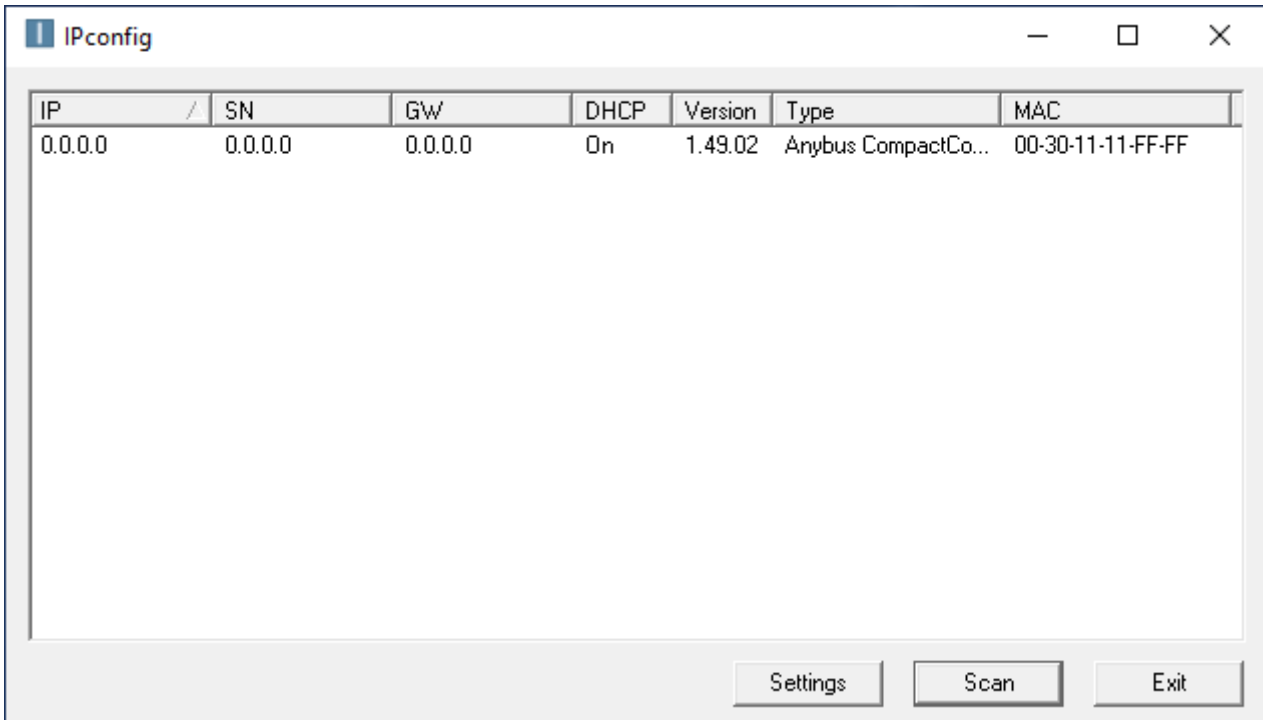 IPconfig
IP SN GW DHCP Version Type MAC
0.0.0.0 0.0.0.0 0.0.0.0 On 1.49.02 Anybus CompactCo... 00-30-11-11-FF-FF
Settings Scan Exit